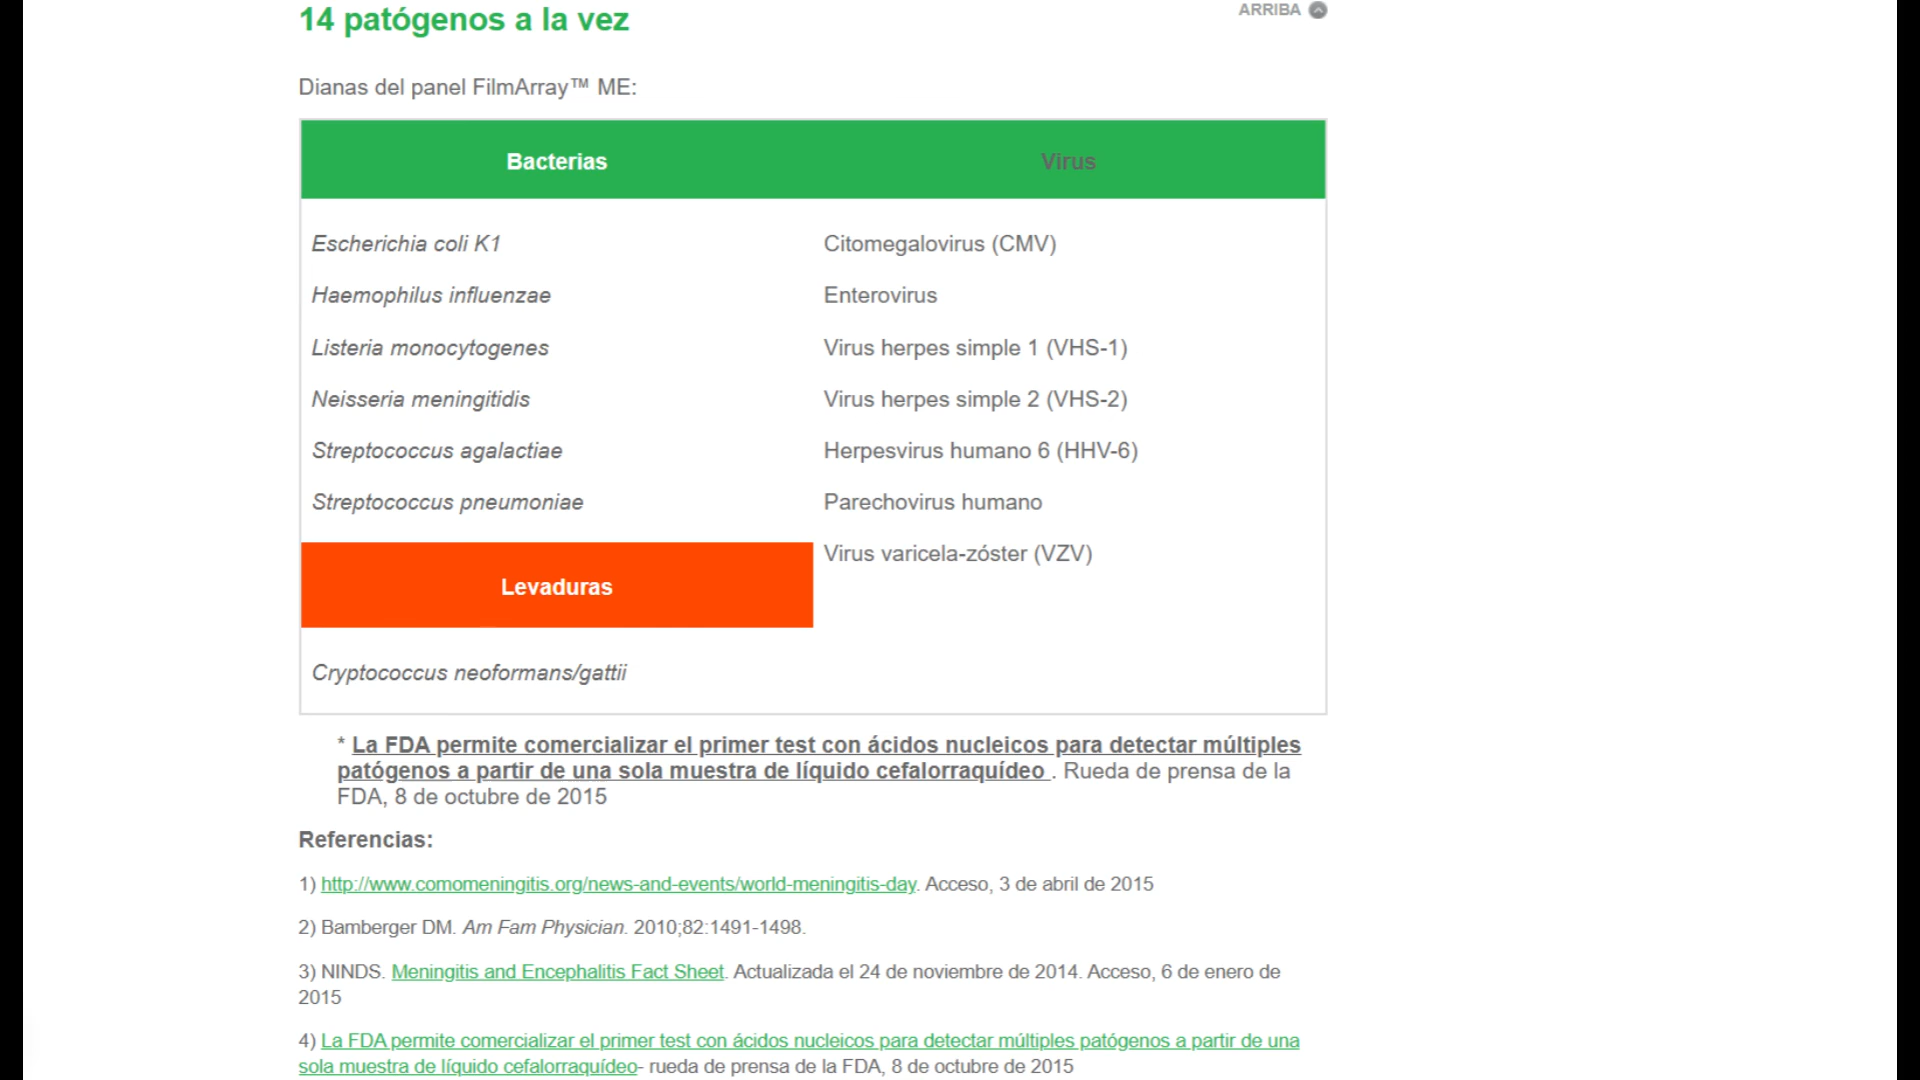 14 patógenos a la vez
ARRIBA
Dianas del panel FilmArray™ ME:
Bacterias
Virus
Escherichia coli K1
Citomegalovirus (CMV)
Haemophilus influenzae
Enterovirus
Listeria monocytogenes
Virus herpes simple 1 (VHS-1)
Neisseria meningitidis
Virus herpes simple 2 (VHS-2)
Streptococcus agalactiae
Herpesvirus humano 6 (HHV-6)
Streptococcus pneumoniae
Parechovirus humano
Virus varicela-zóster (VZV)
Levaduras
Cryptococcus neoformans/gattii
* La FDA permite comercializar el primer test con ácidos nucleicos para detectar múltiples
patógenos a partir de una sola muestra de líquido cefalorraquídeo . Rueda de prensa de la
FDA, 8 de octubre de 2015
Referencias:
1) http://www.comomeningitis.org/news-and-events/world-meningitis-day. Acceso, 3 de abril de 2015
2) Bamberger DM. Am Fam Physician. 2010;82:1491-1498.
3) NINDS. Meningitis and Encephalitis Fact Sheet. Actualizada el 24 de noviembre de 2014. Acceso, 6 de enero de
2015
4) La FDA permite comercializar el primer test con ácidos nucleicos para detectar múltiples patógenos a partir de una
sola muestra de líquido cefalorraquídeo- rueda de prensa de la FDA, 8 de octubre de 2015